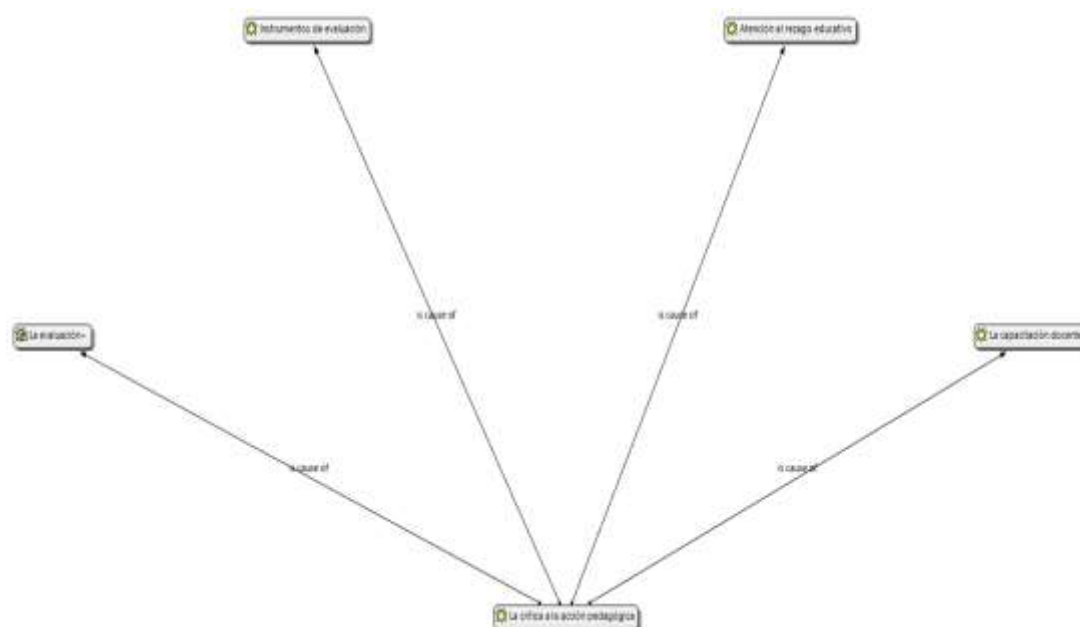 Instrumentos de evaluación
Atención al rezago educativo
is cause of
is cause of
La evaluación~
La capacitación docente
is cause of
is cause of
La crítica a la acción pedagógica